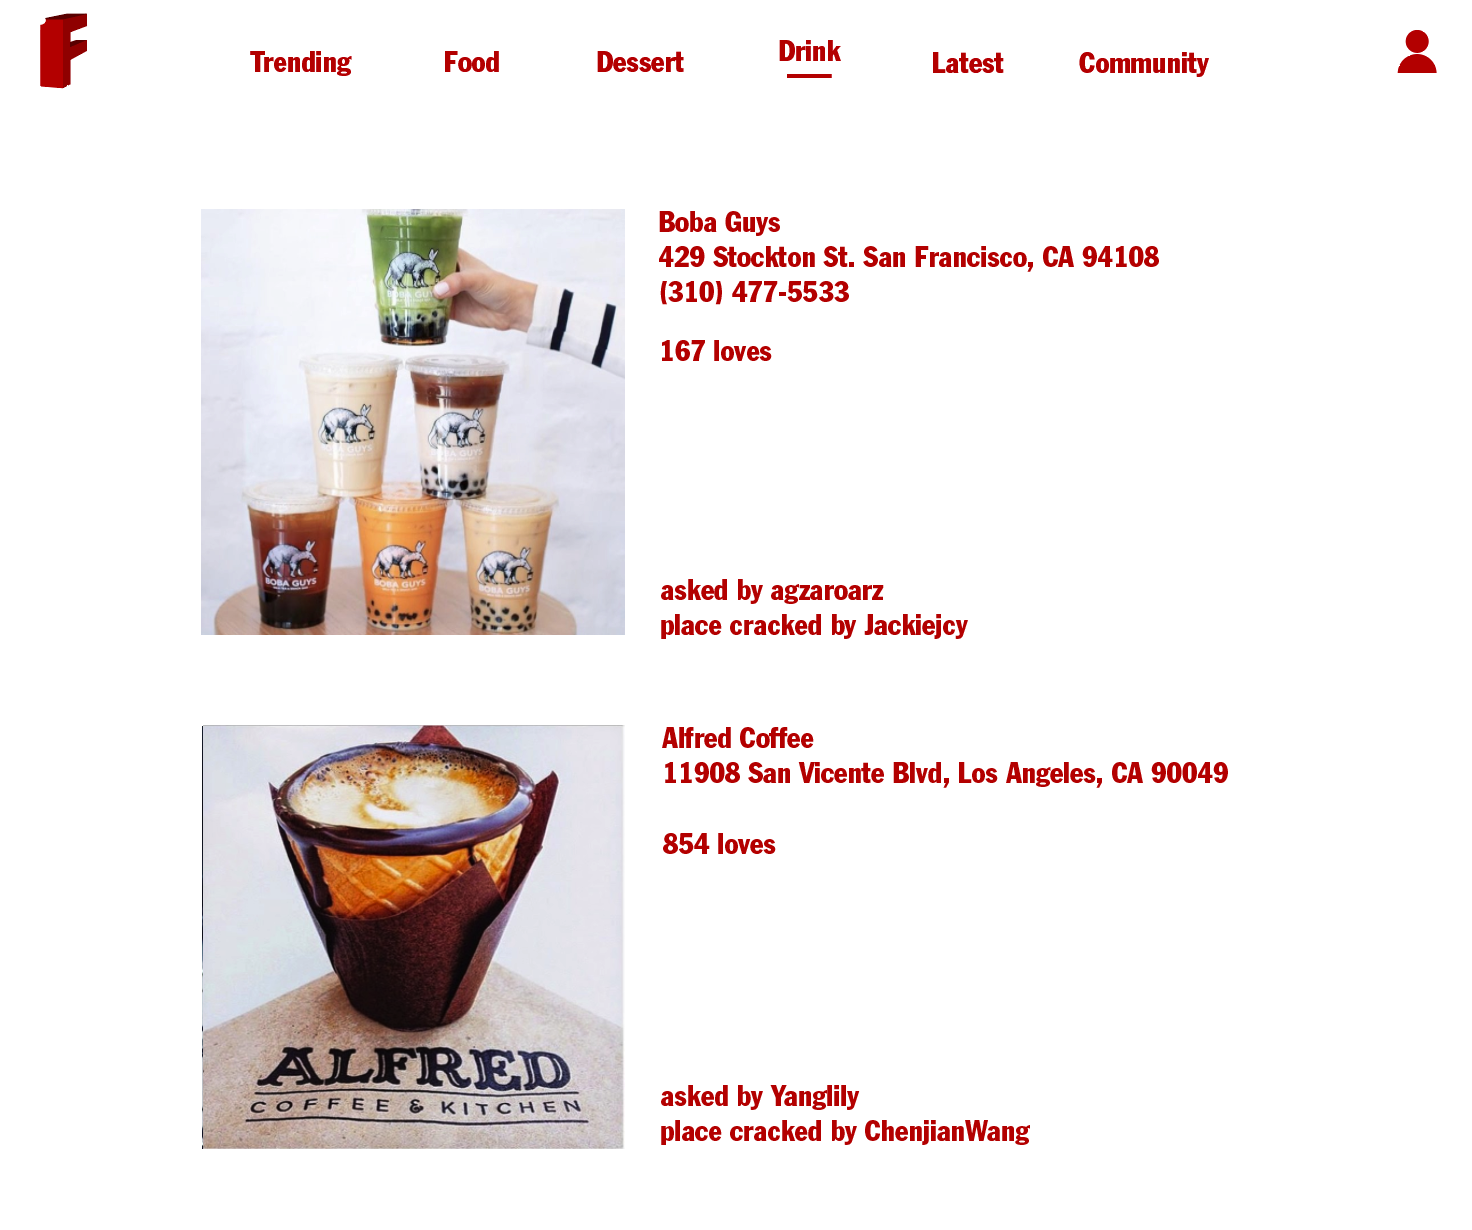 F
Trending
Food
Dessert
Drink
Latest
Community
Boba Guys
429 Stockton St. San Francisco, CA 94108
(310) 477-5533
167 loves
BOBA GUYS
BOBA GUYS
BOBA GUYS
BOBA GUYS
BOBA GUYS
BOBA GUYS
asked by agzaroarz
place cracked by Jackiejcy
Alfred Coffee
11908 San Vicente Blvd, Los Angeles, CA 90049
854 loves
ALFRED
COFFEE & KITCHEN
asked by Yanglily
place cracked by ChenjianWang